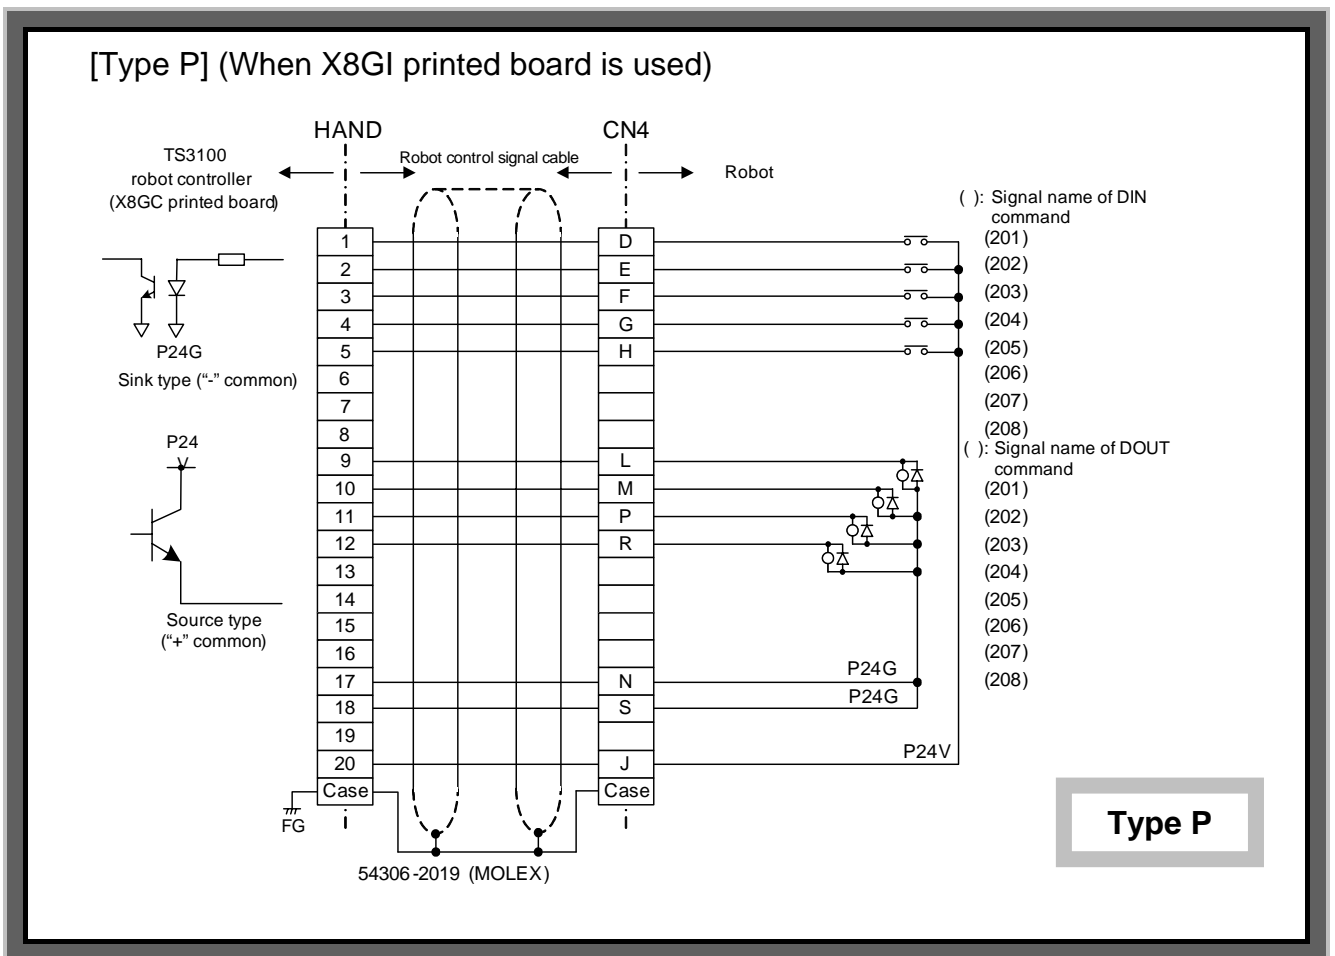 [Type P] (When X8GI printed board is used)
HAND
CN4
TS3100
robot controller
(X8GC printed board)
Robot control signal cable
Robot
( ): Signal name of DIN
command
1
D
(201)
2
E
(202)
3
F
(203)
4
G
(204)
5
H
(205)
6
(206)
7
(207)
8
(208)
P24G
Sink type (“-” common)
( ): Signal name of DOUT
command
P24
9
L
10
M
(201)
11
P
(202)
12
R
(203)
13
(204)
14
(205)
15
(206)
16
(207)
17
N
P24G
(208)
18
S
P24G
19
20
J
P24V
Case
Case
Source type
(“+” common)
FG
54306-2019 (MOLEX)
Type P